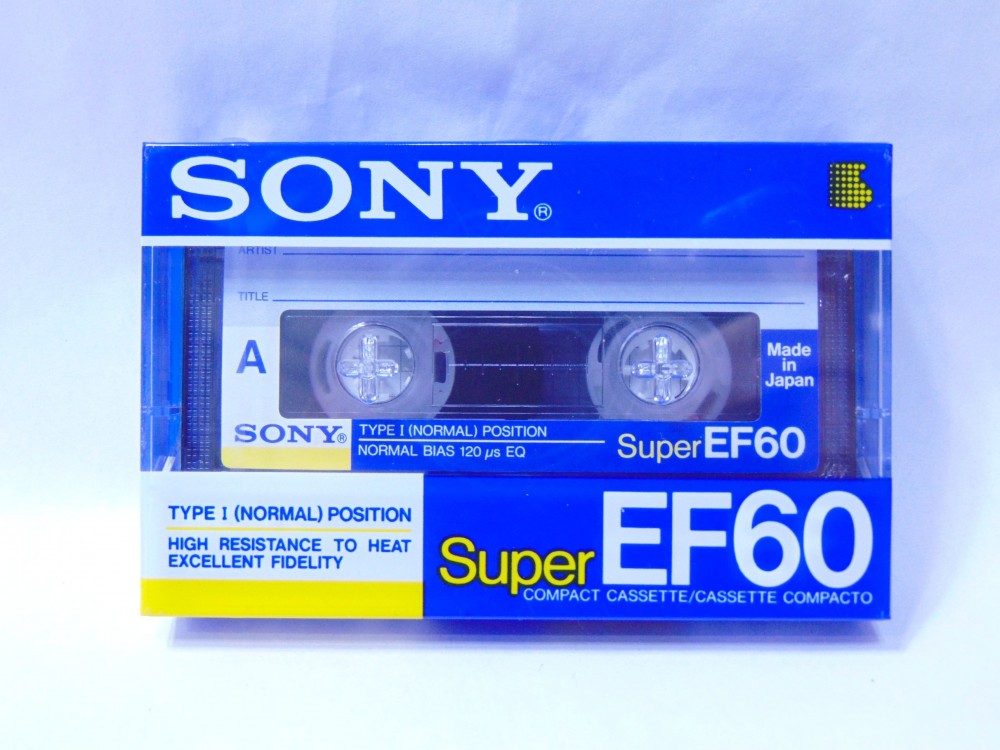 SONY®
ARTIST
TITLE
A
Made
in
Japan
SONY®
TYPE I (NORMAL) POSITION
NORMAL BIAS 120 µs EQ
Super EF60
TYPE I (NORMAL) POSITION
HIGH RESISTANCE TO HEAT
EXCELLENT FIDELITY
Super EF60
COMPACT CASSETTE/CASSETTE COMPACTO